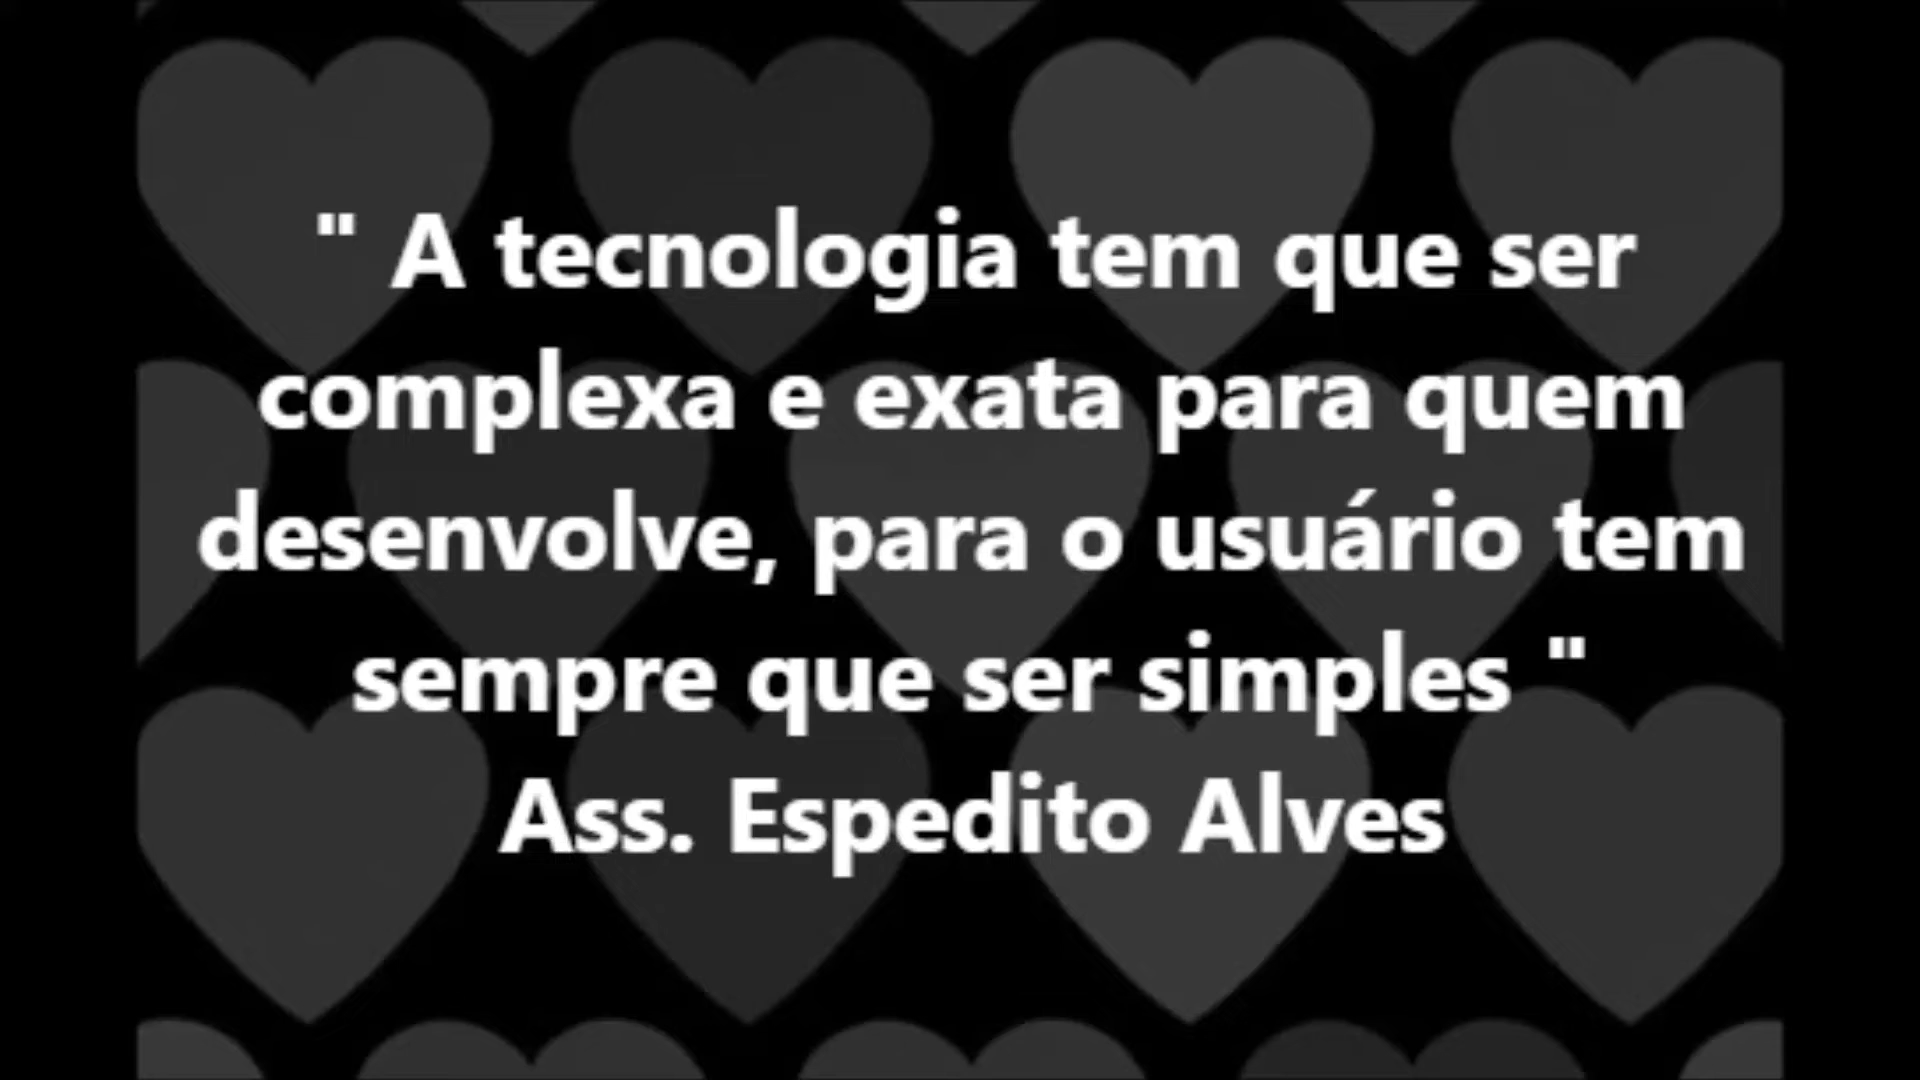 " A tecnologia tem que ser
complexa e exata para quem
desenvolve, para o usuário tem
sempre que ser simples "
Ass. Espedito Alves